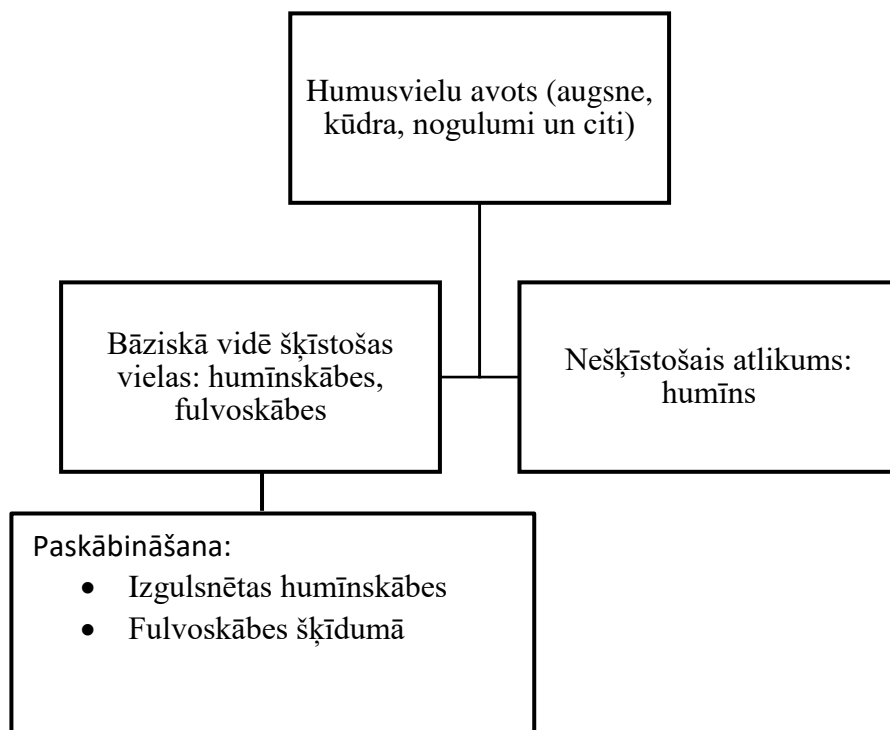 Humusvielu avots (augsne,
kūdra, nogulumi un citi)
Bāziskā vidē šķīstošas
vielas: humīnskābes,
fulvoskābes
Nešķīstošais atlikums:
humīns
Paskābināšana:
• Izgulsnētas humīnskābes
• Fulvoskābes šķīdumā